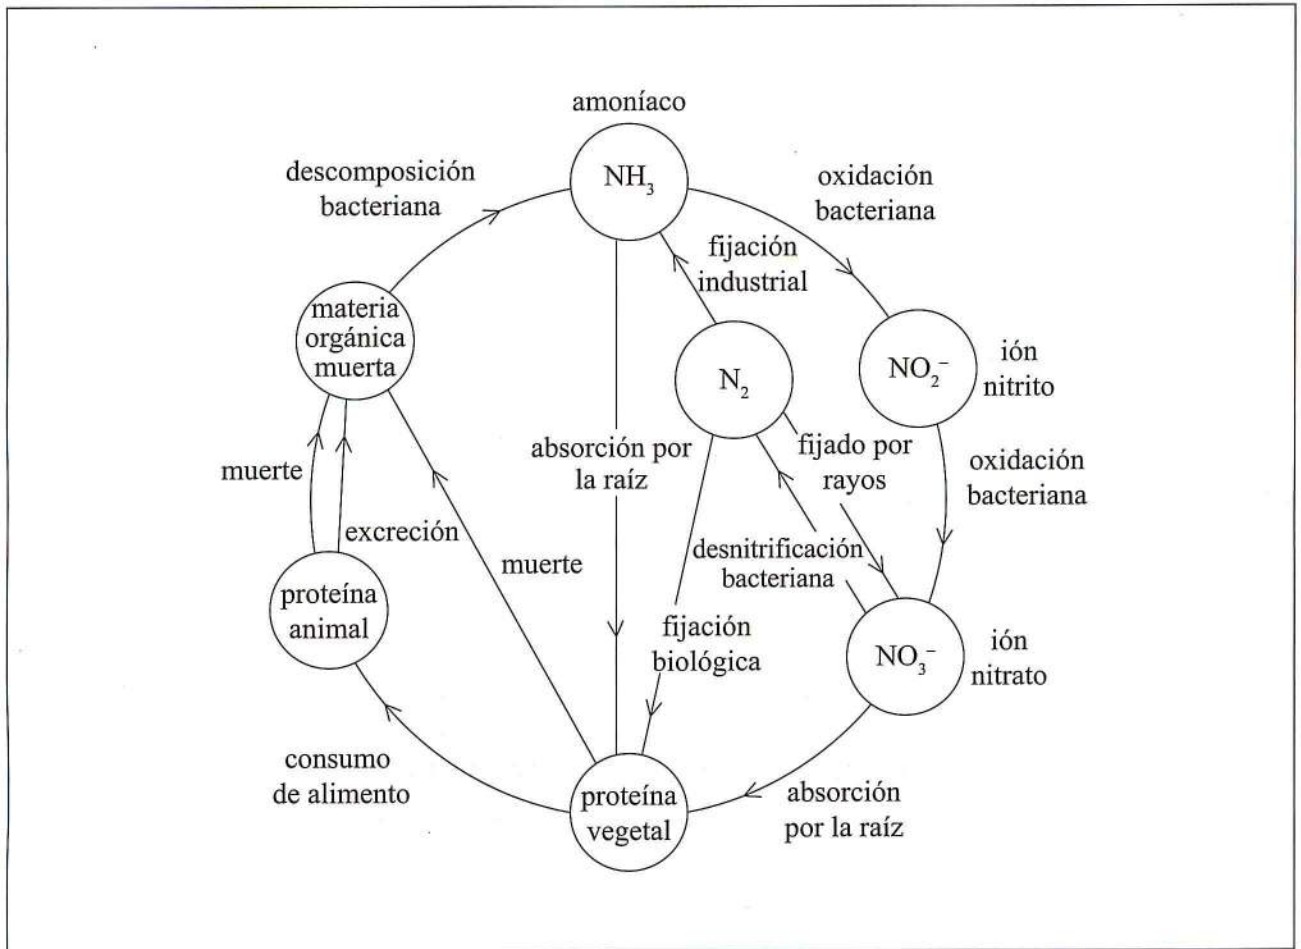 amoníaco
NH₃
descomposición
bacteriana
oxidación
bacteriana
fijación
industrial
materia
orgánica
muerta
N₂
NO₂⁻
ión
nitrito
absorción por
la raíz
fijado por
rayos
oxidación
bacteriana
muerte
excreción
muerte
desnitrificación
bacteriana
proteína
animal
fijación
biológica
NO₃⁻
ión
nitrato
consumo
de alimento
proteína
vegetal
absorción
por la raíz